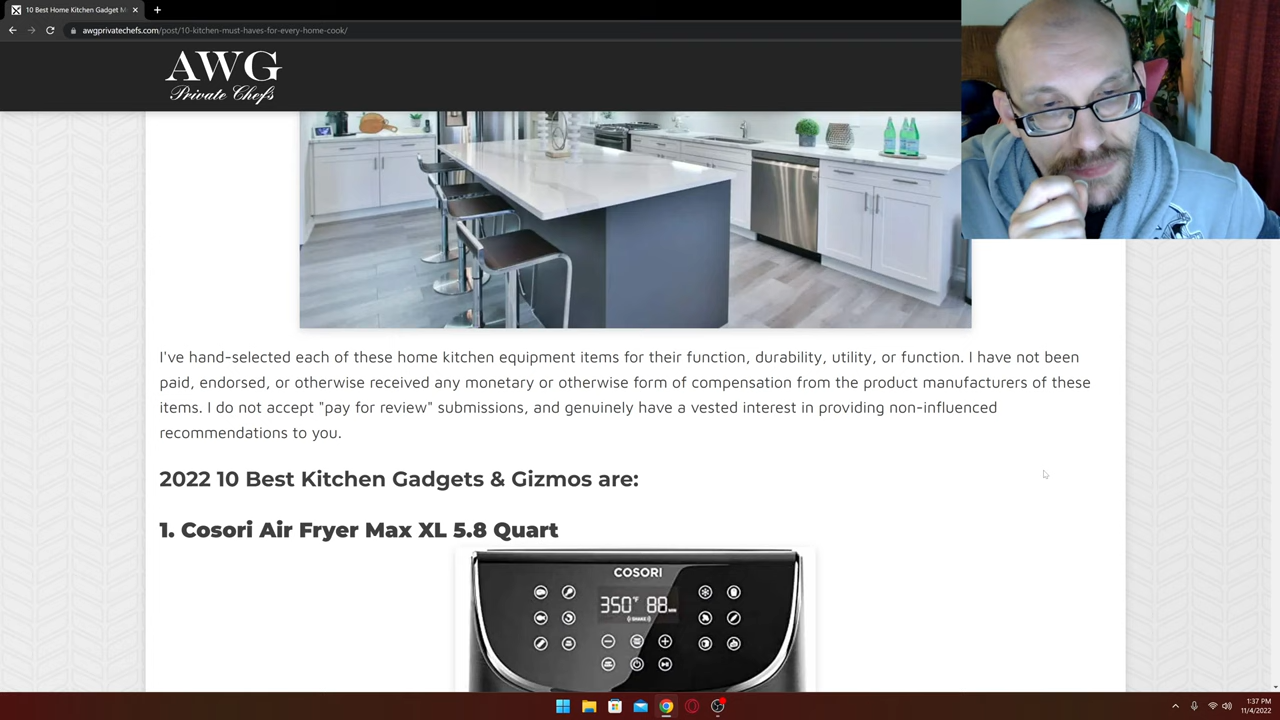 10 Best Home Kitchen Gadget M
awgprivatechefs.com/post/10-kitchen-must-haves-for-every-home-cook/
AWG
Private Chefs
I've hand-selected each of these home kitchen equipment items for their function, durability, utility, or function. I have not been
paid, endorsed, or otherwise received any monetary or otherwise form of compensation from the product manufacturers of these
items. I do not accept "pay for review" submissions, and genuinely have a vested interest in providing non-influenced
recommendations to you.
2022 10 Best Kitchen Gadgets & Gizmos are:
1. Cosori Air Fryer Max XL 5.8 Quart
COSORI
350°F 88
SHAKE
1:37 PM
11/4/2022